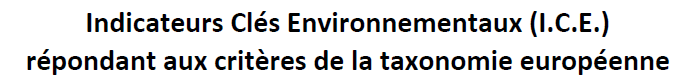 Indicateurs Clés Environnementaux (I.C.E.)
répondant aux critères de la taxonomie européenne